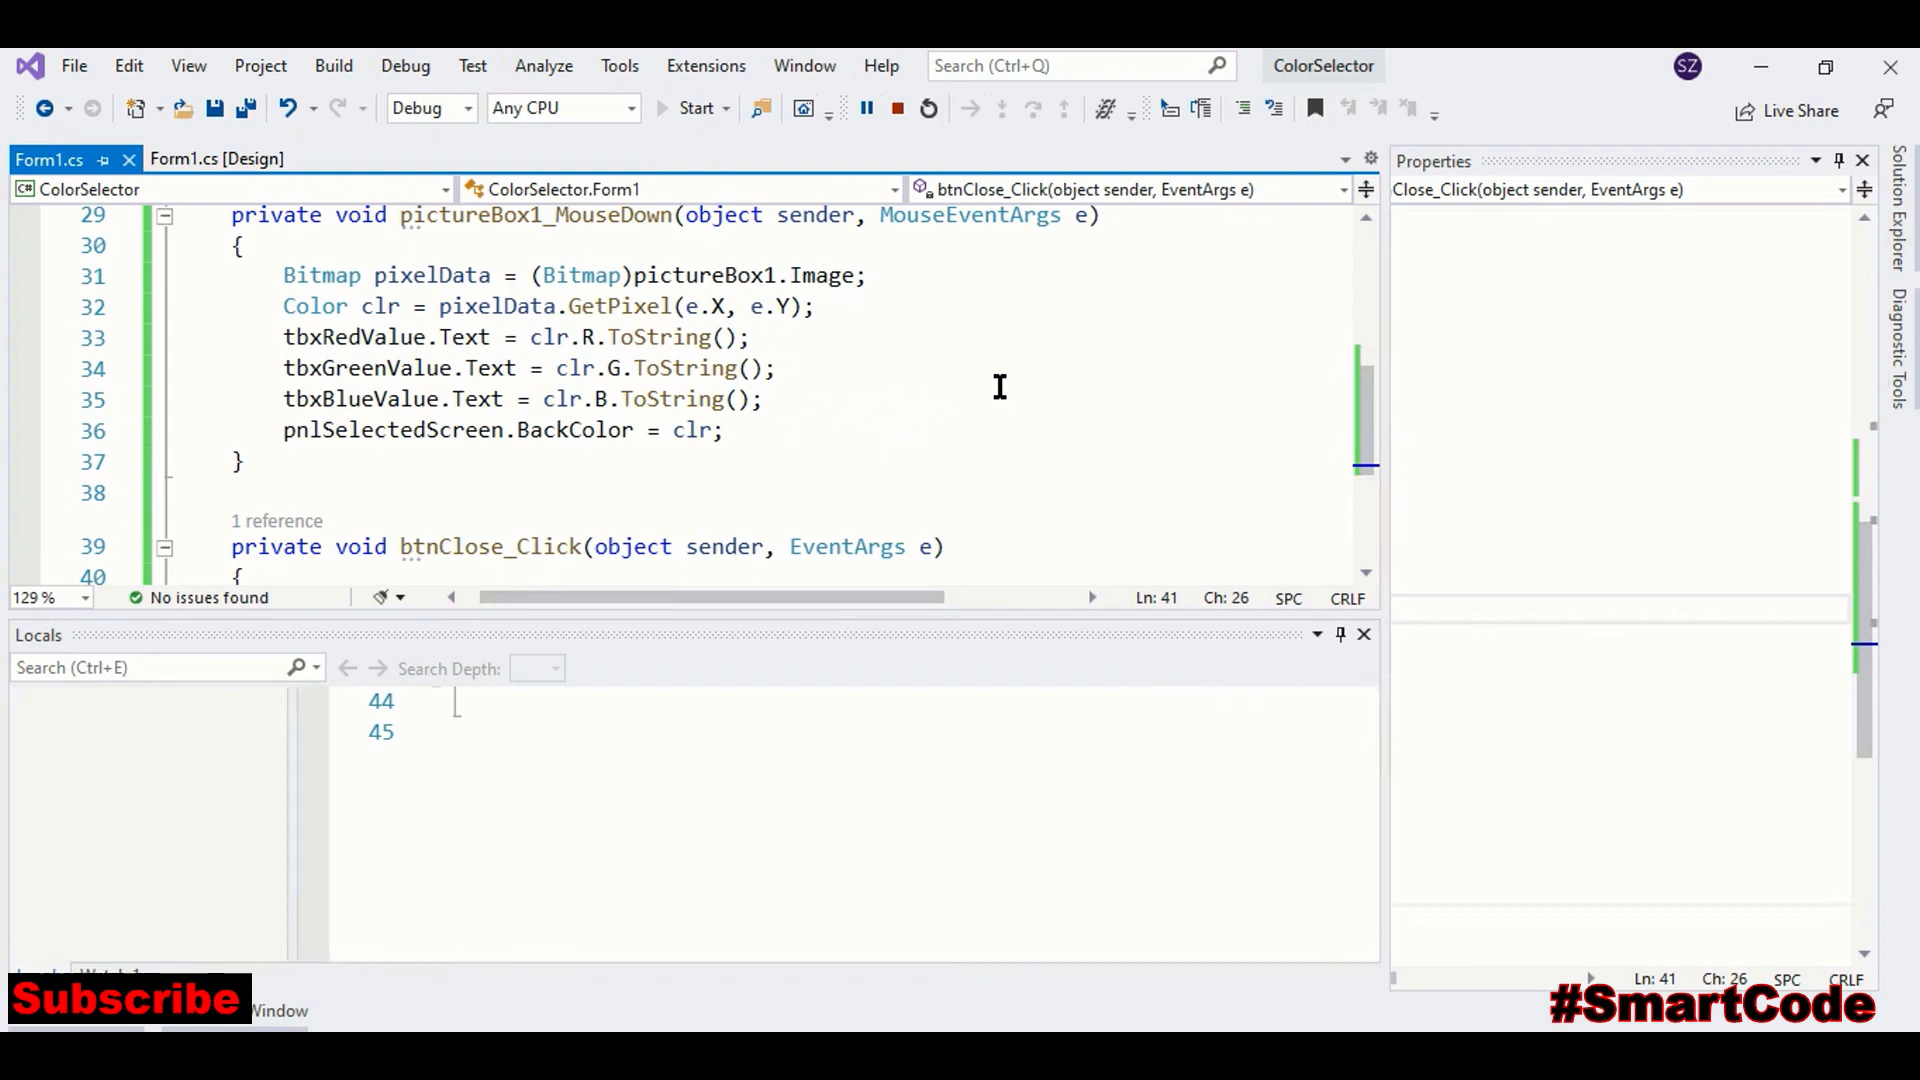 File Edit View Project Build Debug Test Analyze Tools Extensions Window Help Search (Ctrl+Q) ColorSelector SZ
Debug Any CPU Start Live Share
Form1.cs Form1.cs [Design] Properties
C# ColorSelector ColorSelector.Form1 btnClose_Click(object sender, EventArgs e) Close_Click(object sender, EventArgs e)
29 private void pictureBox1_MouseDown(object sender, MouseEventArgs e)
30 {
31 Bitmap pixelData = (Bitmap)pictureBox1.Image;
32 Color clr = pixelData.GetPixel(e.X, e.Y);
33 tbxRedValue.Text = clr.R.ToString();
34 tbxGreenValue.Text = clr.G.ToString();
35 tbxBlueValue.Text = clr.B.ToString();
36 pnlSelectedScreen.BackColor = clr;
37 }
38
1 reference
39 private void btnClose_Click(object sender, EventArgs e)
40 {
129 % No issues found Ln: 41 Ch: 26 SPC CRLF
Locals
Search (Ctrl+E) Search Depth:
44
45
Ln: 41 Ch: 26 SPC CRLF
Subscribe Window
#SmartCode
Solution Explorer
Diagnostic Tools